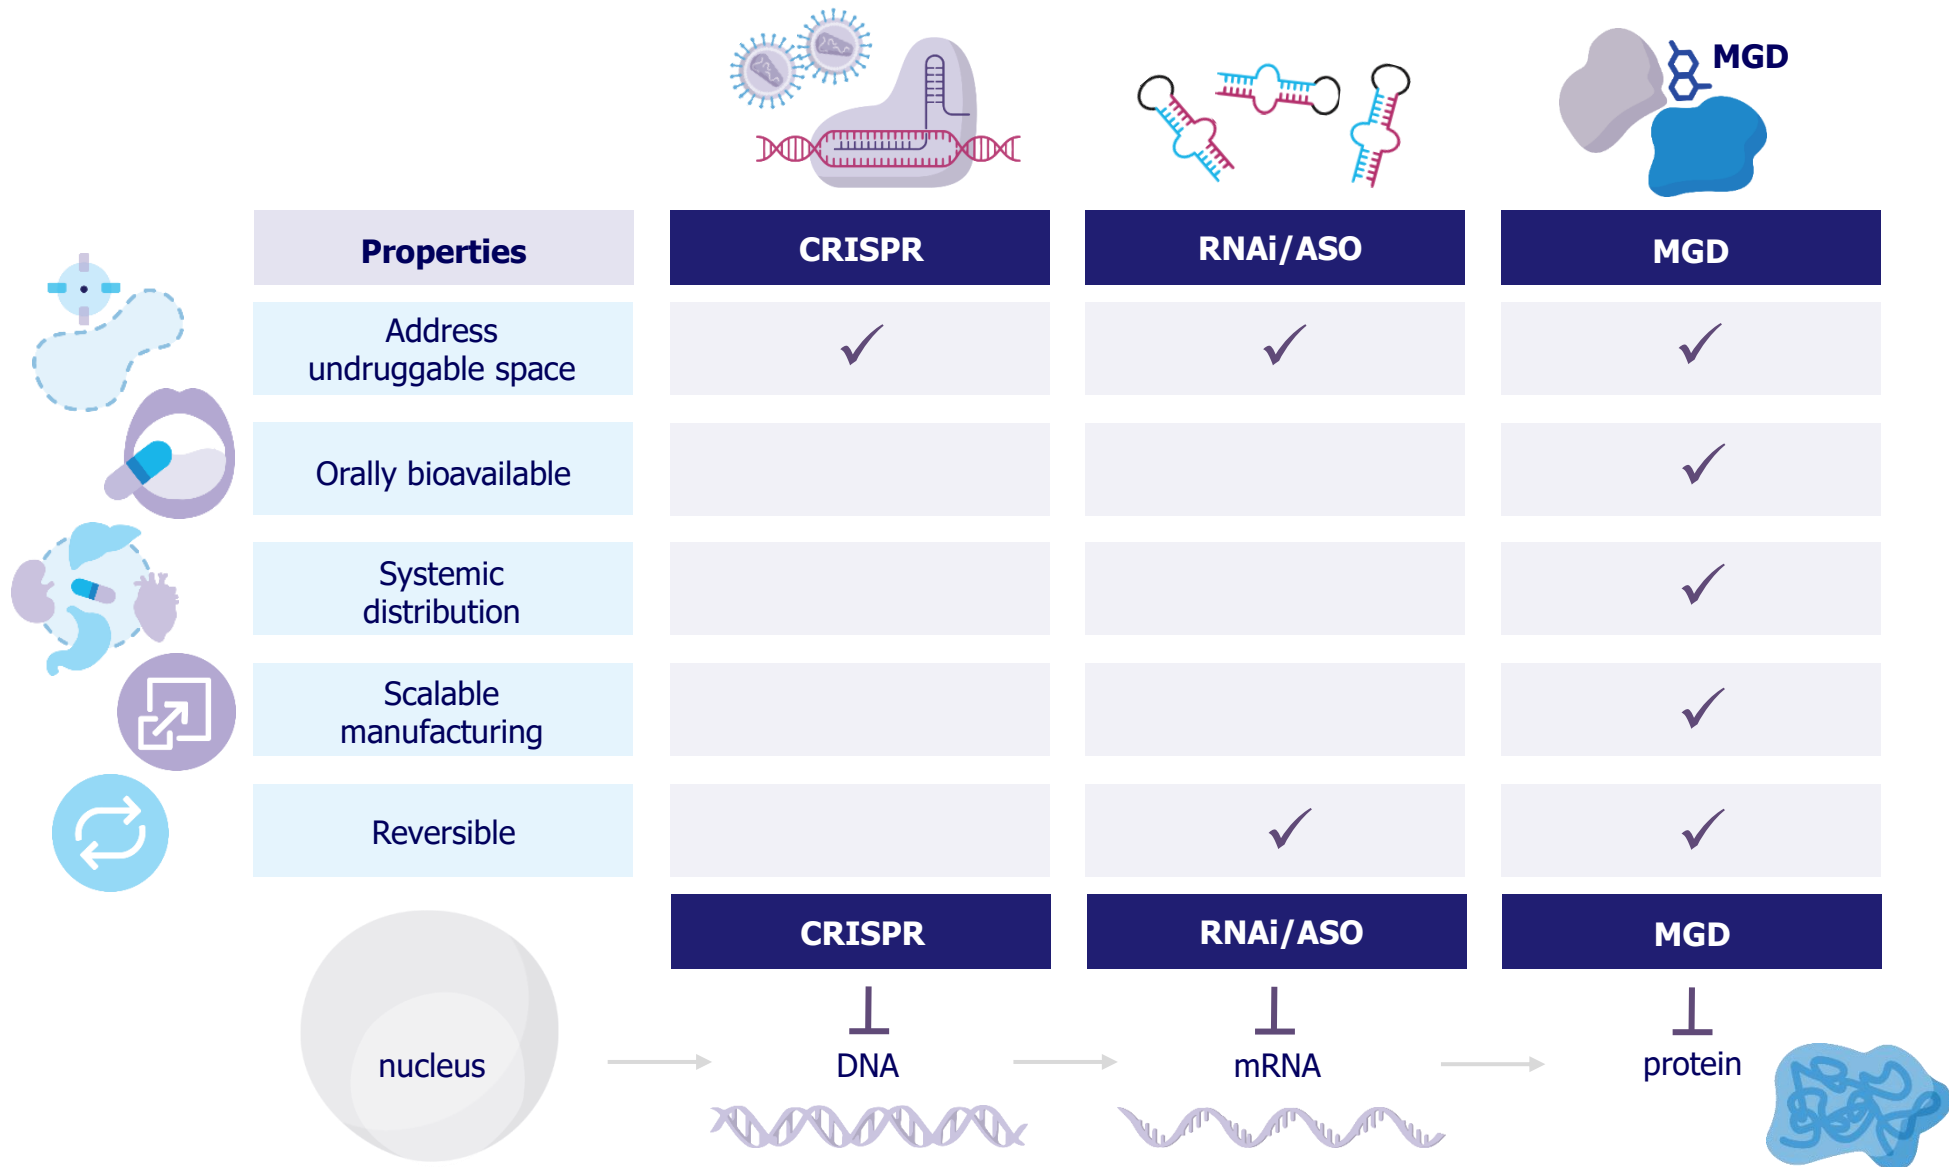 MGD
Properties
CRISPR
RNAi/ASO
MGD
Address
undruggable space
✓
✓
✓
Orally bioavailable
✓
Systemic
distribution
✓
Scalable
manufacturing
✓
Reversible
✓
✓
CRISPR
RNAi/ASO
MGD
nucleus
DNA
mRNA
protein